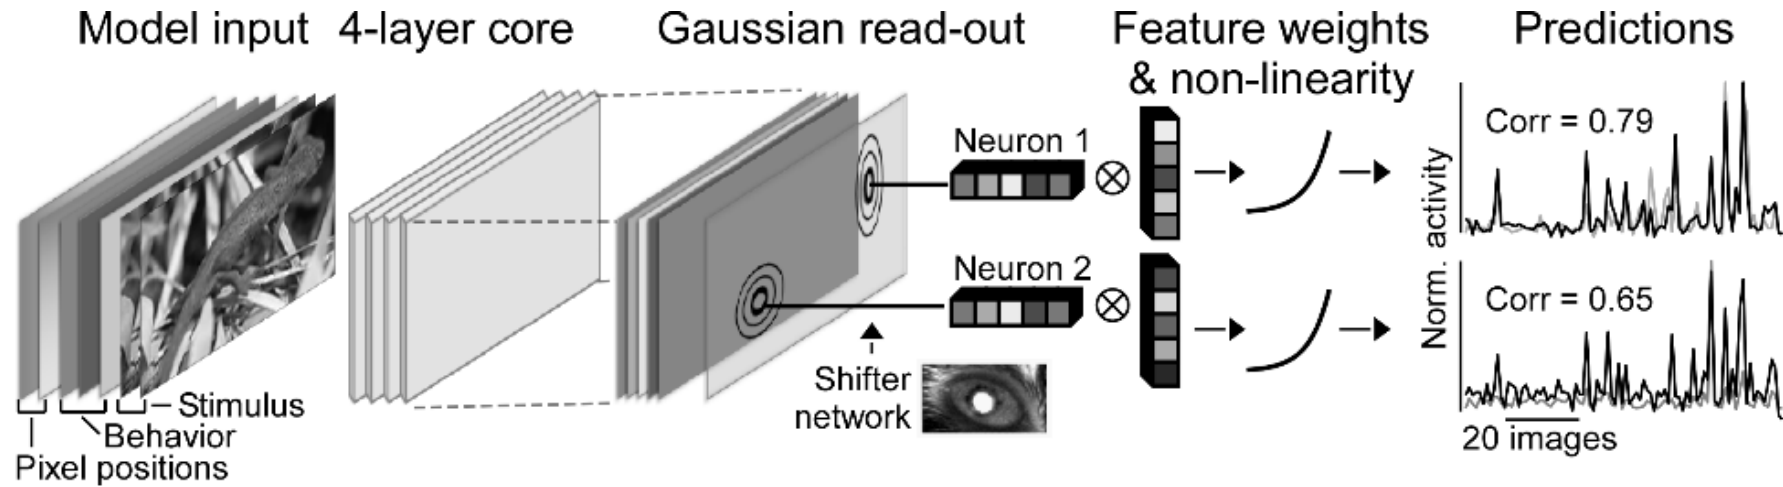 Model input
4-layer core
Gaussian read-out
Feature weights
& non-linearity
Predictions
Neuron 1
Neuron 2
Shifter
network
Stimulus
Behavior
Pixel positions
Norm. activity
Corr = 0.79
Corr = 0.65
20 images